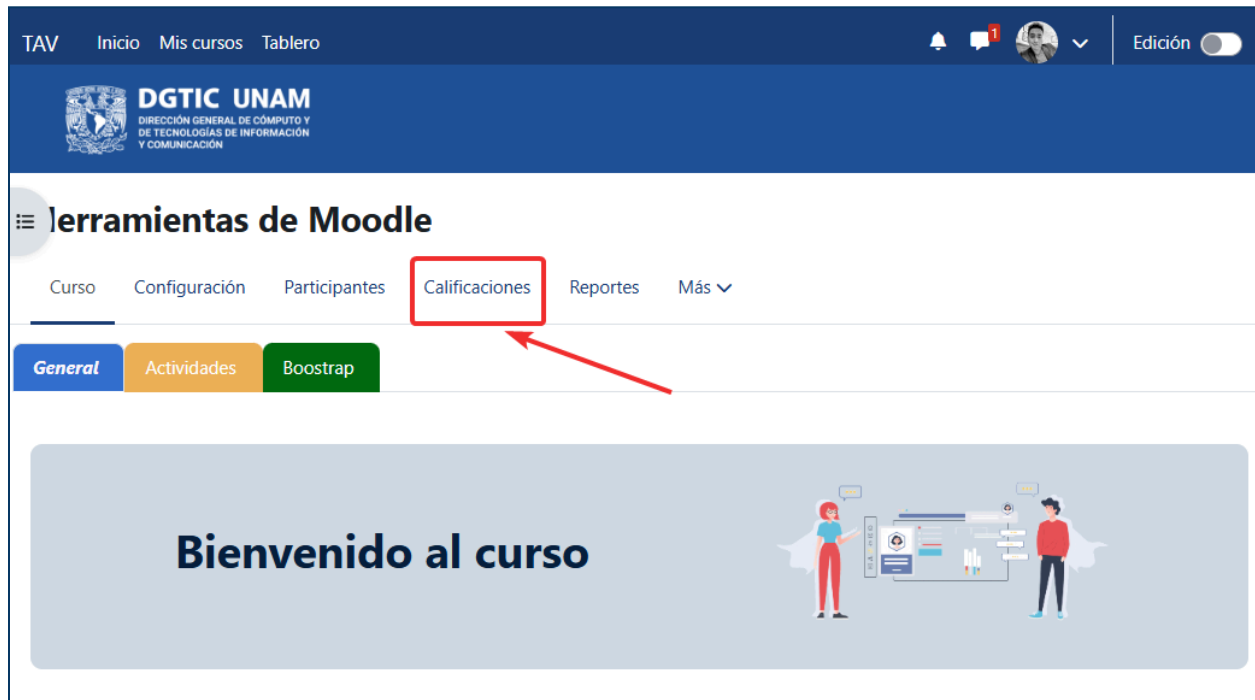 TAV Inicio Mis cursos Tablero 1 Edición
DGTIC UNAM
DIRECCIÓN GENERAL DE CÓMPUTO Y
DE TECNOLOGÍAS DE INFORMACIÓN
Y COMUNICACIÓN
erramientas de Moodle
Curso Configuración Participantes Calificaciones Reportes Más
General Actividades Boostrap
Bienvenido al curso